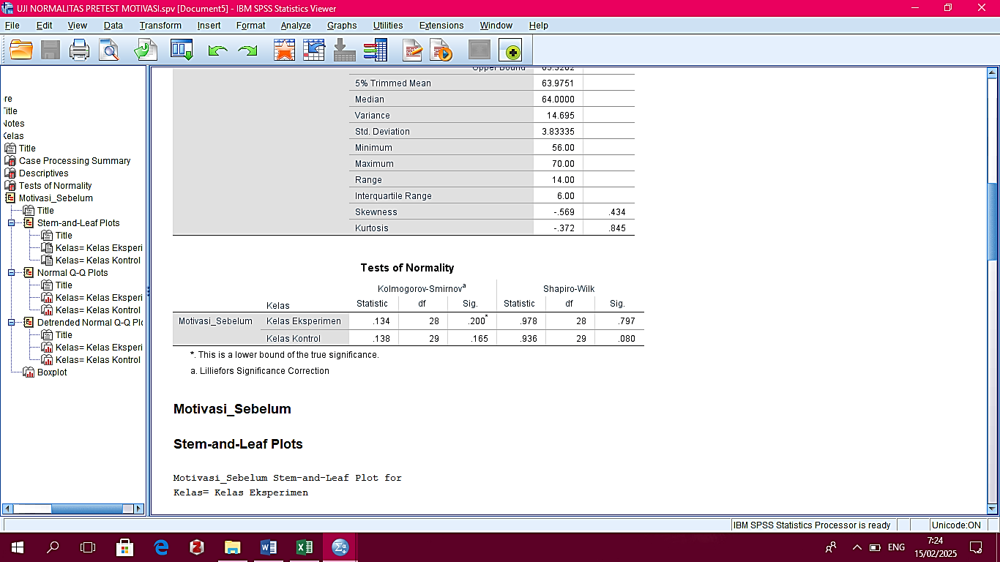 UJI NORMALITAS PRETEST MOTIVASI.spv [Document5] - IBM SPSS Statistics Viewer
File Edit View Data Transform Insert Format Analyze Graphs Utilities Extensions Window Help
re
Title
Notes
Kelas
Title
Case Processing Summary
Descriptives
Tests of Normality
Motivasi_Sebelum
Title
Stem-and-Leaf Plots
Title
Kelas= Kelas Eksperi
Kelas= Kelas Kontrol
Normal Q-Q Plots
Title
Kelas= Kelas Eksperi
Kelas= Kelas Kontrol
Detrended Normal Q-Q Plo
Title
Kelas= Kelas Eksperi
Kelas= Kelas Kontrol
Boxplot
Upper Bound
5% Trimmed Mean 63.9751
Median 64.0000
Variance 14.695
Std. Deviation 3.83335
Minimum 56.00
Maximum 70.00
Range 14.00
Interquartile Range 6.00
Skewness -.569 .434
Kurtosis -.372 .845
Tests of Normality
Kolmogorov-Smirnov a Shapiro-Wilk
Kelas Statistic df Sig. Statistic df Sig.
Motivasi_Sebelum Kelas Eksperimen .134 28 .200* .978 28 .797
Kelas Kontrol .138 29 .165 .936 29 .080
*. This is a lower bound of the true significance.
a. Lilliefors Significance Correction
Motivasi_Sebelum
Stem-and-Leaf Plots
Motivasi_Sebelum Stem-and-Leaf Plot for
Kelas= Kelas Eksperimen
IBM SPSS Statistics Processor is ready Unicode:ON
ENG 7:24
15/02/2025